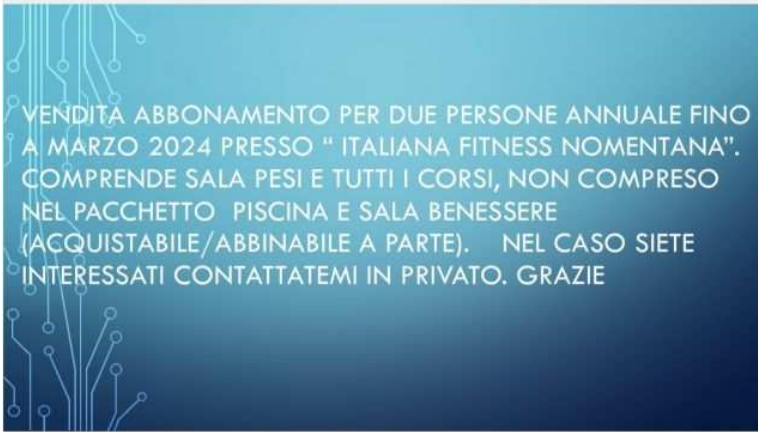 VENDITA ABBONAMENTO PER DUE PERSONE ANNUALE FINO
A MARZO 2024 PRESSO “ ITALIANA FITNESS NOMENTANA”.
COMPRENDE SALA PESI E TUTTI I CORSI, NON COMPRESO
NEL PACCHETTO  PISCINA E SALA BENESSERE
(ACQUISTABILE/ABBINABILE A PARTE).    NEL CASO SIETE
INTERESSATI CONTATTATEMI IN PRIVATO. GRAZIE